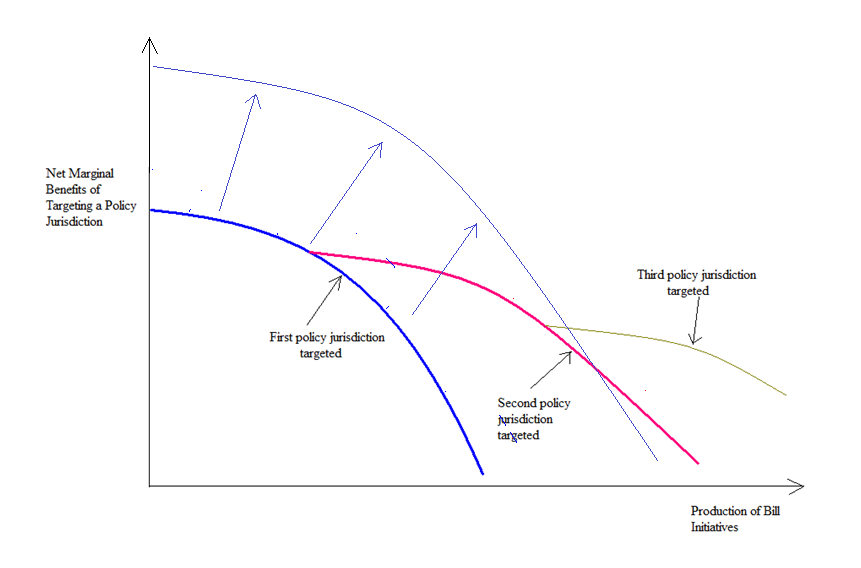 Net Marginal
Benefits of
Targeting a Policy
Jurisdiction
Third policy jurisdiction
targeted
First policy jurisdiction
targeted
Second policy
jurisdiction
targeted
Production of Bill
Initiatives